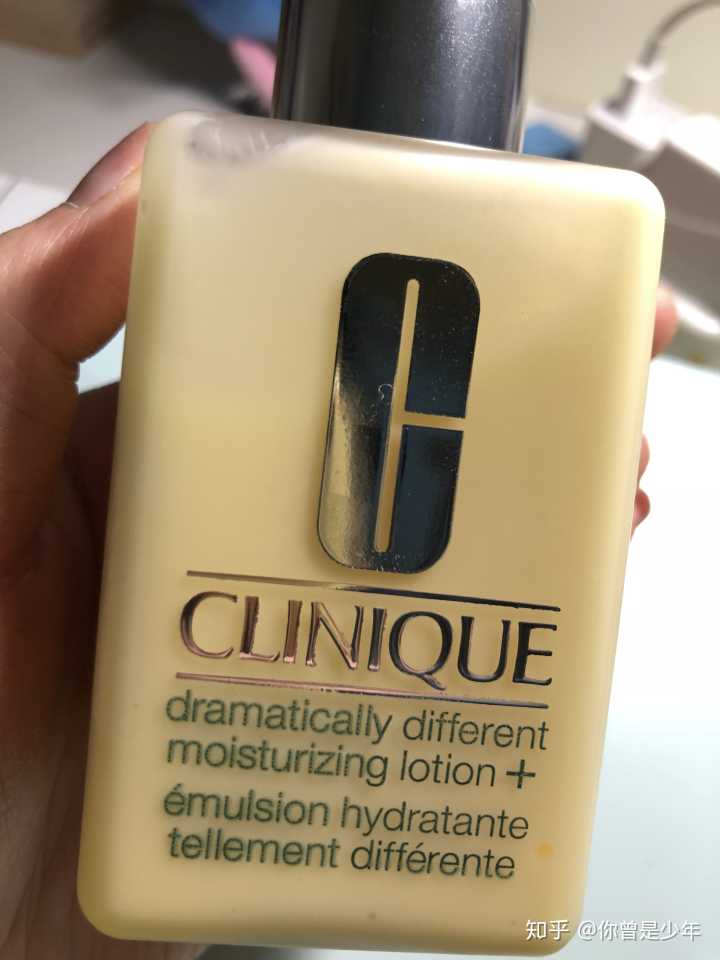 CLINIQUE
dramatically different
moisturizing lotion +
émulsion hydratante
tellement différente
知乎 @你曾是少年